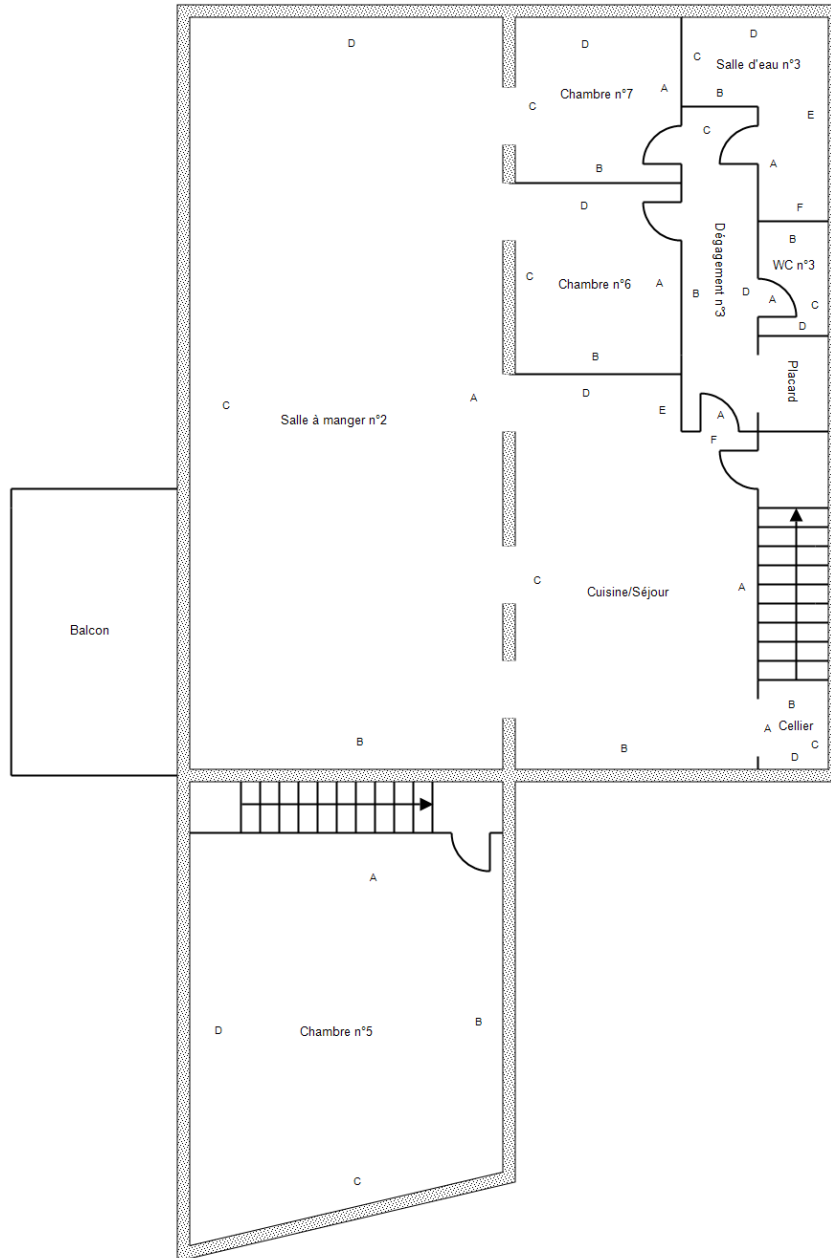 D
D
D
C
Salle d'eau n°3
Chambre n°7
A
B
C
E
C
A
B
F
D
B
Dégagement n°3
WC n°3
C
Chambre n°6
A
B
D
A
C
D
B
Placard
D
C
A
E
A
Salle à manger n°2
F
C
Cuisine/Séjour
A
Balcon
B
A
Cellier
B
B
C
D
A
D
Chambre n°5
B
C